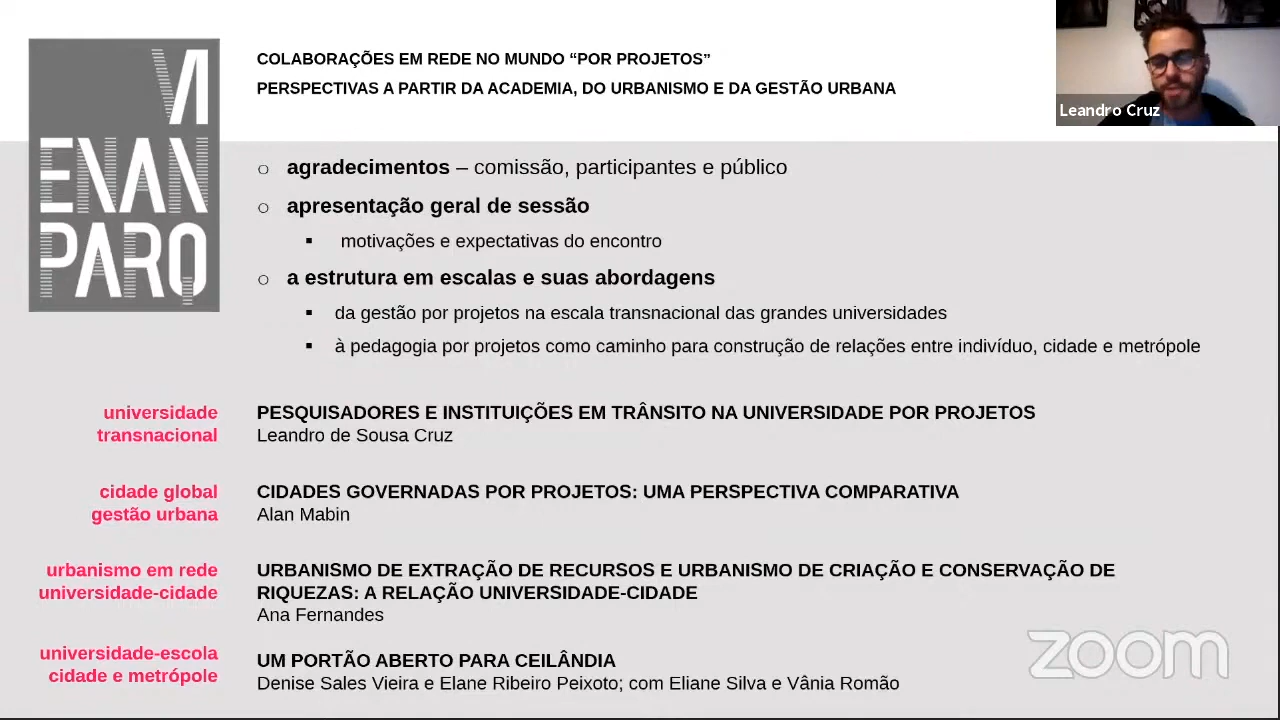 VI
ENAN
PARQ
COLABORAÇÕES EM REDE NO MUNDO “POR PROJETOS”
PERSPECTIVAS A PARTIR DA ACADEMIA, DO URBANISMO E DA GESTÃO URBANA
Leandro Cruz
agradecimentos – comissão, participantes e público
apresentação geral de sessão
motivações e expectativas do encontro
a estrutura em escalas e suas abordagens
da gestão por projetos na escala transnacional das grandes universidades
à pedagogia por projetos como caminho para construção de relações entre indivíduo, cidade e metrópole
universidade
transnacional
PESQUISADORES E INSTITUIÇÕES EM TRÂNSITO NA UNIVERSIDADE POR PROJETOS
Leandro de Sousa Cruz
cidade global
gestão urbana
CIDADES GOVERNADAS POR PROJETOS: UMA PERSPECTIVA COMPARATIVA
Alan Mabin
urbanismo em rede
universidade-cidade
URBANISMO DE EXTRAÇÃO DE RECURSOS E URBANISMO DE CRIAÇÃO E CONSERVAÇÃO DE
RIQUEZAS: A RELAÇÃO UNIVERSIDADE-CIDADE
Ana Fernandes
universidade-escola
cidade e metrópole
UM PORTÃO ABERTO PARA CEILÂNDIA
Denise Sales Vieira e Elane Ribeiro Peixoto; com Eliane Silva e Vânia Romão
zoom